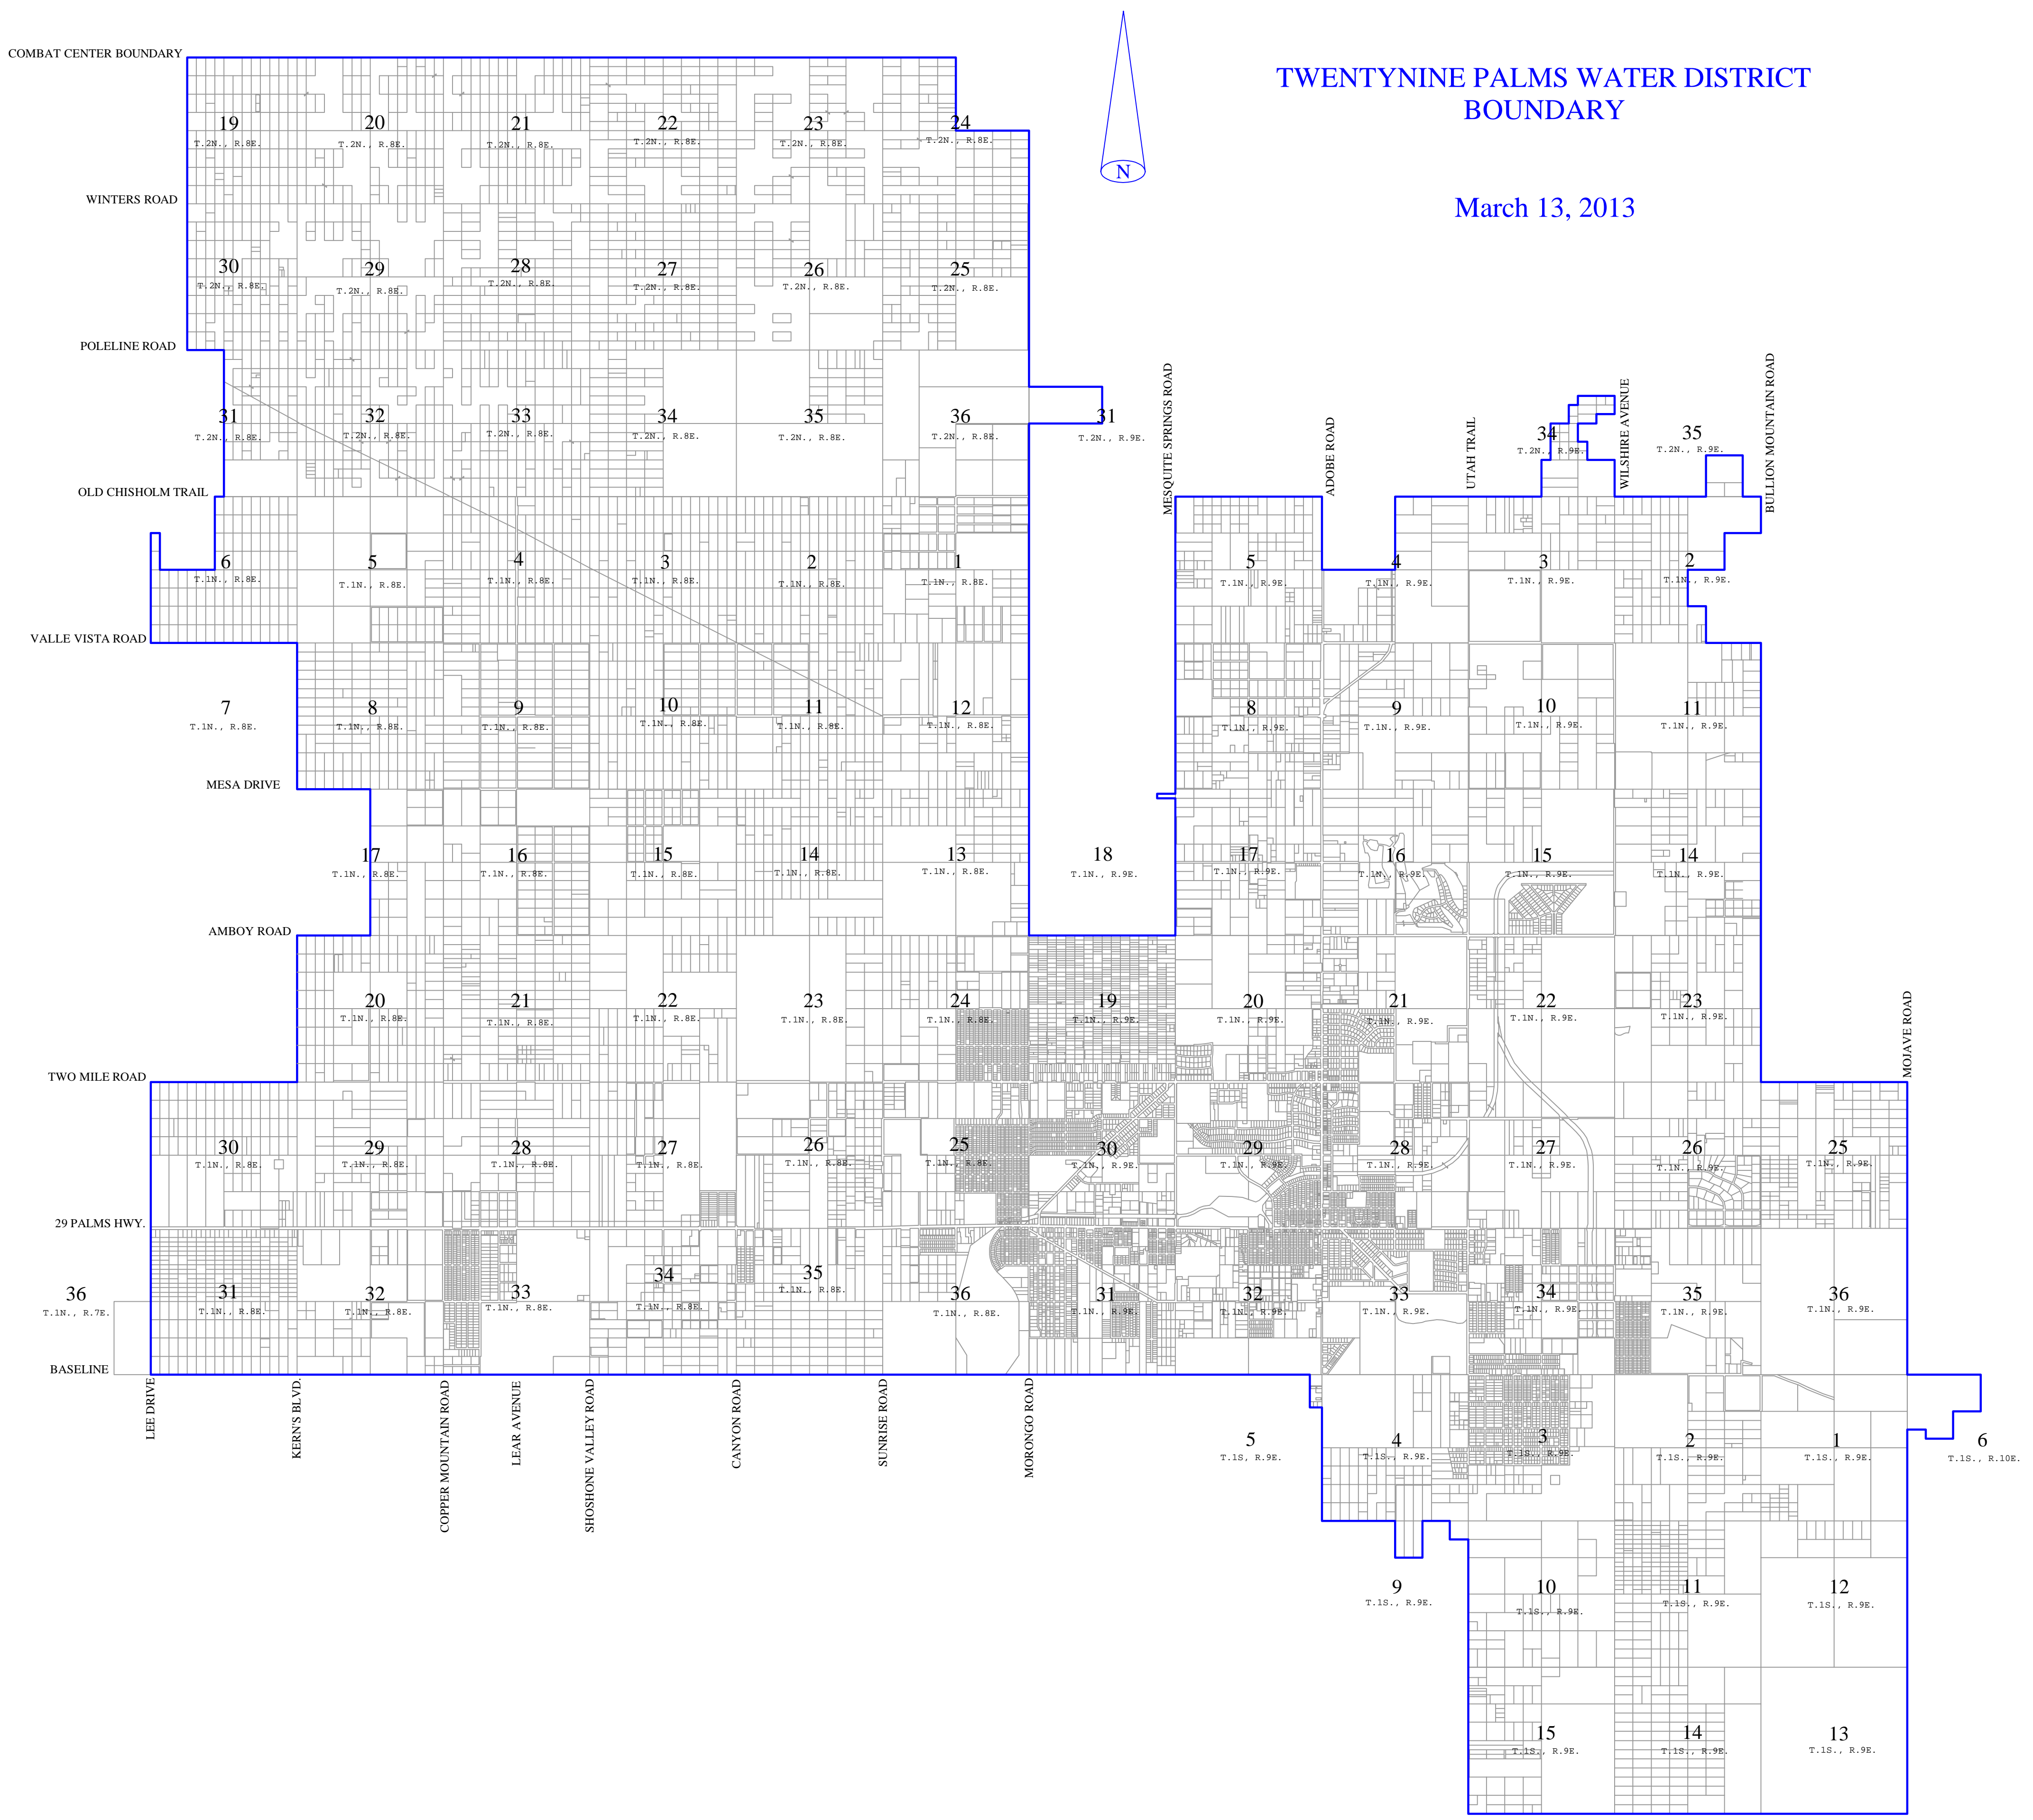 COMBAT CENTER BOUNDARY
TWENTYNINE PALMS WATER DISTRICT
BOUNDARY
N
March 13, 2013
19
T.2N., R.8E.
20
T.2N., R.8E.
21
T.2N., R.8E.
22
T.2N., R.8E.
23
T.2N., R.8E.
24
T.2N., R.8E.
WINTERS ROAD
30
T.2N., R.8E.
29
T.2N., R.8E.
28
T.2N., R.8E.
27
T.2N., R.8E.
26
T.2N., R.8E.
25
T.2N., R.8E.
POLELINE ROAD
31
T.2N., R.8E.
32
T.2N., R.8E.
33
T.2N., R.8E.
34
T.2N., R.8E.
35
T.2N., R.8E.
36
T.2N., R.8E.
31
T.2N., R.9E.
MESQUITE SPRINGS ROAD
ADOBE ROAD
UTAH TRAIL
34
T.2N., R.9E.
WILSHIRE AVENUE
35
T.2N., R.9E.
BULLION MOUNTAIN ROAD
OLD CHISHOLM TRAIL
6
T.1N., R.8E.
5
T.1N., R.8E.
4
T.1N., R.8E.
3
T.1N., R.8E.
2
T.1N., R.8E.
1
T.1N., R.8E.
5
T.1N., R.9E.
4
T.1N., R.9E.
3
T.1N., R.9E.
2
T.1N., R.9E.
VALLE VISTA ROAD
7
T.1N., R.8E.
8
T.1N., R.8E.
9
T.1N., R.8E.
10
T.1N., R.8E.
11
T.1N., R.8E.
12
T.1N., R.8E.
8
T.1N., R.9E.
9
T.1N., R.9E.
10
T.1N., R.9E.
11
T.1N., R.9E.
MESA DRIVE
17
T.1N., R.8E.
16
T.1N., R.8E.
15
T.1N., R.8E.
14
T.1N., R.8E.
13
T.1N., R.8E.
18
T.1N., R.9E.
17
T.1N., R.9E.
16
T.1N., R.9E.
15
T.1N., R.9E.
14
T.1N., R.9E.
AMBOY ROAD
20
T.1N., R.8E.
21
T.1N., R.8E.
22
T.1N., R.8E.
23
T.1N., R.8E.
24
T.1N., R.8E.
19
T.1N., R.9E.
20
T.1N., R.9E.
21
T.1N., R.9E.
22
T.1N., R.9E.
23
T.1N., R.9E.
MOJAVE ROAD
TWO MILE ROAD
30
T.1N., R.8E.
29
T.1N., R.8E.
28
T.1N., R.8E.
27
T.1N., R.8E.
26
T.1N., R.8E.
25
T.1N., R.8E.
30
T.1N., R.9E.
29
T.1N., R.9E.
28
T.1N., R.9E.
27
T.1N., R.9E.
26
T.1N., R.9E.
25
T.1N., R.9E.
29 PALMS HWY.
36
T.1N., R.7E.
31
T.1N., R.8E.
32
T.1N., R.8E.
33
T.1N., R.8E.
34
T.1N., R.8E.
35
T.1N., R.8E.
36
T.1N., R.8E.
31
T.1N., R.9E.
32
T.1N., R.9E.
33
T.1N., R.9E.
34
T.1N., R.9E.
35
T.1N., R.9E.
36
T.1N., R.9E.
BASELINE
LEE DRIVE
KERN'S BLVD.
COPPER MOUNTAIN ROAD
LEAR AVENUE
SHOSHONE VALLEY ROAD
CANYON ROAD
SUNRISE ROAD
MORONGO ROAD
5
T.1S, R.9E.
4
T.1S., R.9E.
3
T.1S., R.9E.
2
T.1S., R.9E.
1
T.1S., R.9E.
6
T.1S., R.10E.
9
T.1S., R.9E.
10
T.1S., R.9E.
11
T.1S., R.9E.
12
T.1S., R.9E.
15
T.1S., R.9E.
14
T.1S., R.9E.
13
T.1S., R.9E.